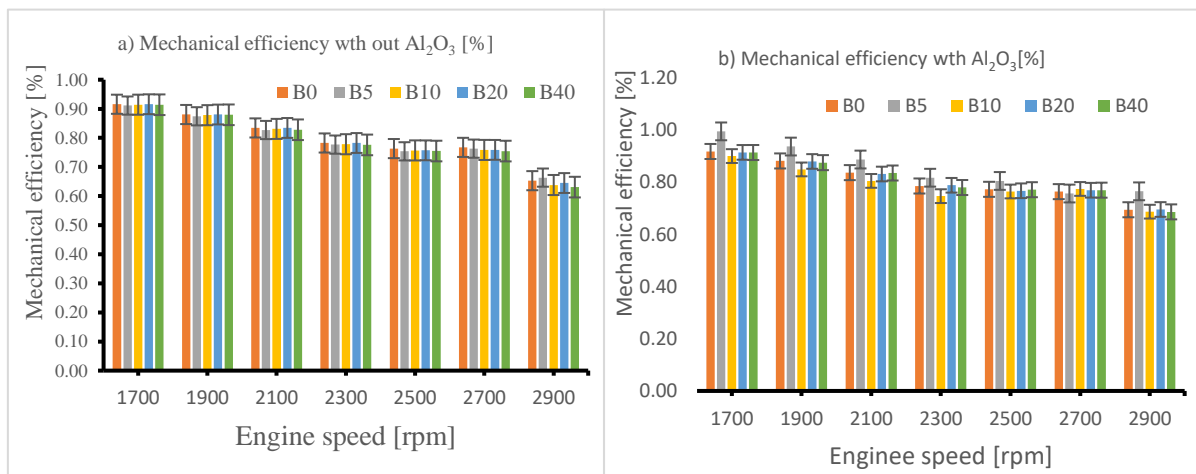 a) Mechanical efficiency wth out Al₂O₃ [%]
1.00
0.90
0.80
0.70
0.60
0.50
0.40
0.30
0.20
0.10
0.00
Mechanical efficiency [%]
B0 B5 B10 B20 B40
1700 1900 2100 2300 2500 2700 2900
Engine speed [rpm]
b) Mechanical efficiency wth Al₂O₃[%]
1.20
1.00
0.80
0.60
0.40
0.20
0.00
Mechanical efficiency [%]
B0 B5 B10 B20 B40
1700 1900 2100 2300 2500 2700 2900
Enginee speed [rpm]